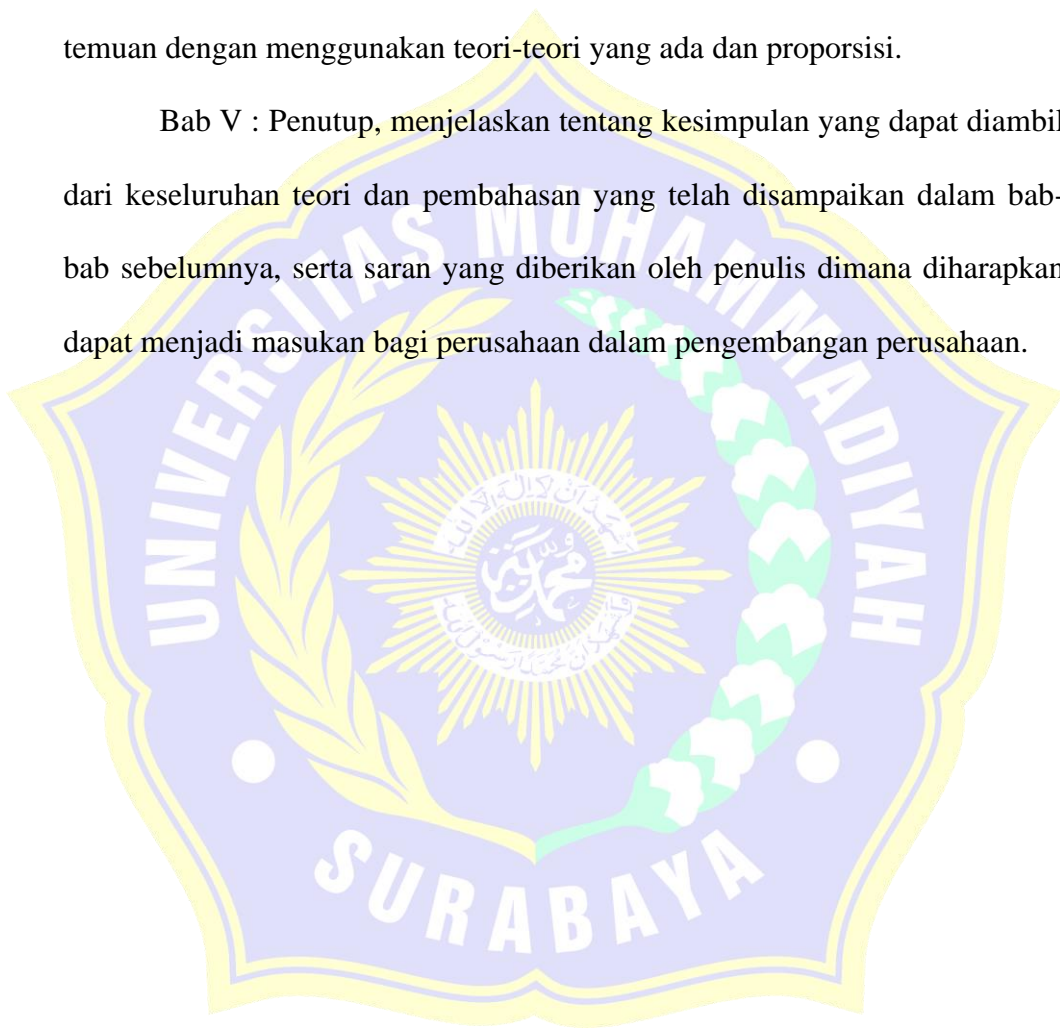 temuan dengan menggunakan teori-teori yang ada dan proporsisi.
Bab V : Penutup, menjelaskan tentang kesimpulan yang dapat diambil
dari keseluruhan teori dan pembahasan yang telah disampaikan dalam bab-
bab sebelumnya, serta saran yang diberikan oleh penulis dimana diharapkan
dapat menjadi masukan bagi perusahaan dalam pengembangan perusahaan.
UNIVERSITAS MUHAMMADIYAH
محمد
SURABAYA